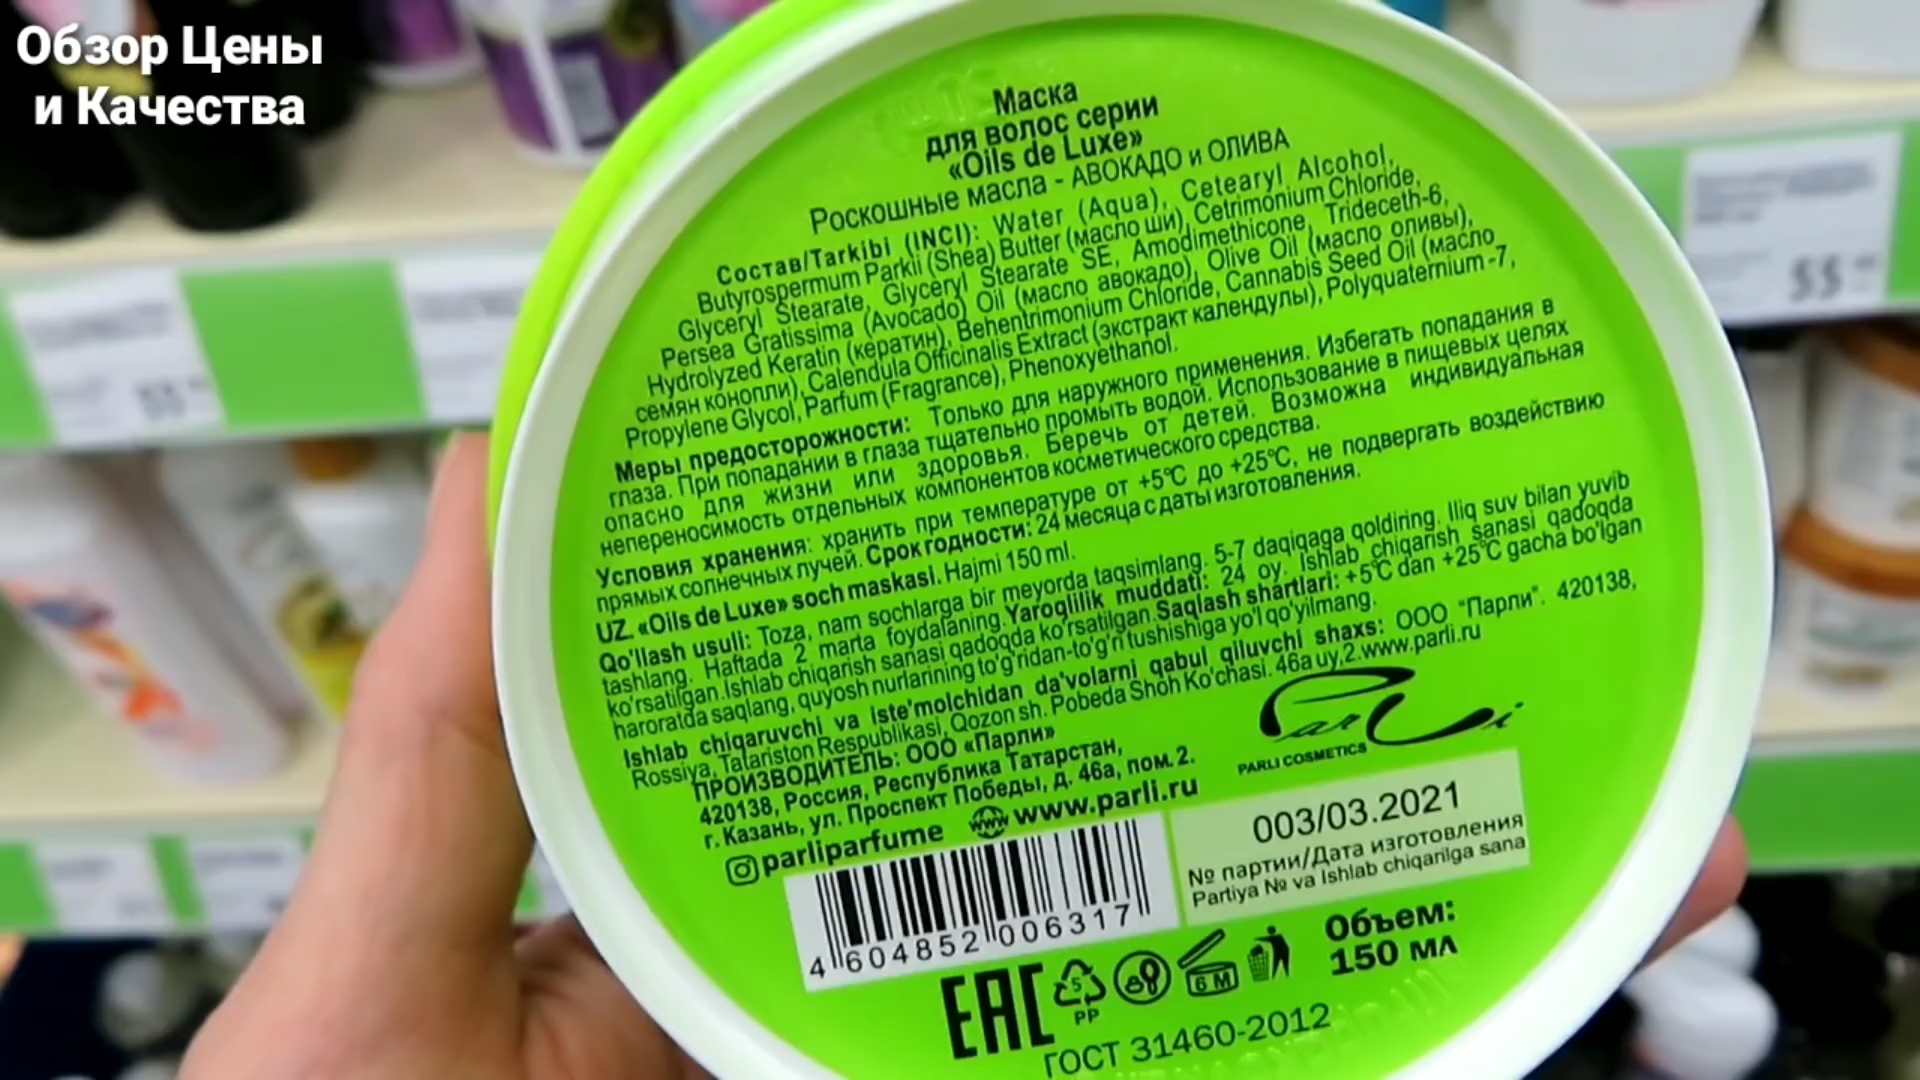 Обзор Цены
и Качества
Маска
для волос серии
«Oils de Luxe»
Роскошные масла - АВОКАДО и ОЛИВА
Состав/Tarkibi (INCI): Water (Aqua), Cetearyl Alcohol,
Butyrospermum Parkii (Shea) Butter (масло ши), Cetrimonium Chloride,
Glyceryl Stearate, Glyceryl Stearate SE, Amodimethicone, Trideceth-6,
Persea Gratissima (Avocado) Oil (масло авокадо), Olive Oil (масло оливы),
Hydrolyzed Keratin (кератин), Behentrimonium Chloride, Cannabis Seed Oil (масло
семян конопли), Calendula Officinalis Extract (экстракт календулы), Polyquaternium-7,
Propylene Glycol, Parfum (Fragrance), Phenoxyethanol.
Меры предосторожности: Только для наружного применения. Избегать попадания в
глаза. При попадании в глаза тщательно промыть водой. Использование в пищевых целях
опасно для жизни или здоровья. Беречь от детей. Возможна индивидуальная
непереносимость отдельных компонентов косметического средства.
Условия хранения: хранить при температуре от +5°C до +25°C, не подвергать воздействию
прямых солнечных лучей. Срок годности: 24 месяца с даты изготовления.
UZ. «Oils de Luxe» soch maskasi. Hajmi 150 ml.
Qo'llash usuli: Toza, nam sochlarga bir meyorda taqsimlang. 5-7 daqiqaga qoldiring. Iliq suv bilan yuvib
tashlang. Haftada 2 marta foydalaning. Yaroqlilik muddati: 24 oy. Ishlab chiqarish sanasi qadoqda
ko'rsatilgan. Ishlab chiqarish sanasi qadoqda ko'rsatilgan. Saqlash shartlari: +5°C dan +25°C gacha bo'lgan
haroratda saqlang, quyosh nurlarining to'g'ridan-to'g'ri tushishiga yo'l qo'yilmang.
Ishlab chiqaruvchi va Iste'molchidan da'volarni qabul qiluvchi shaxs: ООО "Парли". 420138,
Rossiya, Tatariston Respublikasi, Qozon sh. Pobeda Shoh Ko'chasi. 46a uy,2.www.parli.ru
ПРОИЗВОДИТЕЛЬ: ООО «Парли»
420138, Россия, Республика Татарстан,
г. Казань, ул. Проспект Победы, д. 46а, пом. 2.
parliparfume www www.parli.ru
Parli
PARLI COSMETICS
003/03.2021
№ партии/Дата изготовления
Partiya № va Ishlab chiqarilga sana
4 604852 006317
Объем:
150 мл
EAC 5 PP 6 M
ГОСТ 31460-2012
55